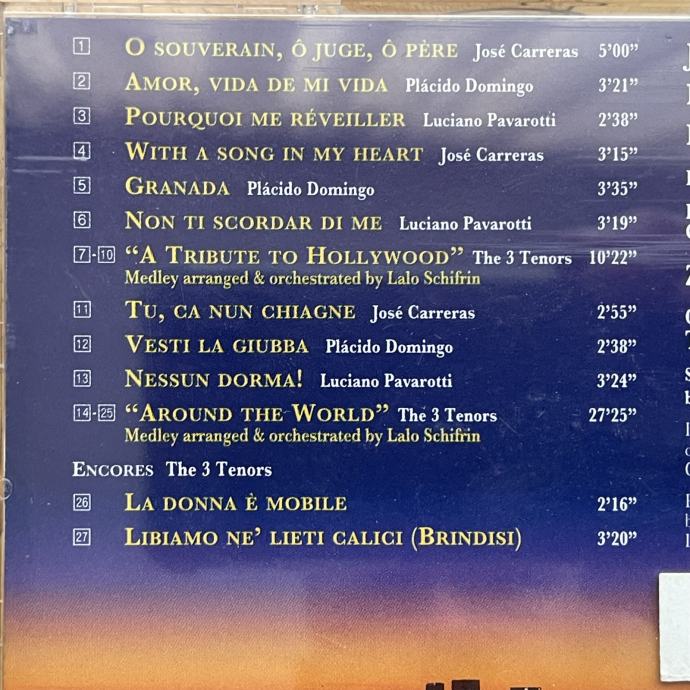 1 O SOUVERAIN, Ô JUGE, Ô PÈRE José Carreras 5'00”
2 AMOR, VIDA DE MI VIDA Plácido Domingo 3'21”
3 POURQUOI ME RÉVEILLER Luciano Pavarotti 2'38”
4 WITH A SONG IN MY HEART José Carreras 3'15”
5 GRANADA Plácido Domingo 3'35”
6 NON TI SCORDAR DI ME Luciano Pavarotti 3'19”
7-10 “A TRIBUTE TO HOLLYWOOD” The 3 Tenors 10'22”
Medley arranged & orchestrated by Lalo Schifrin
11 TU, CA NUN CHIAGNE José Carreras 2'55”
12 VESTI LA GIUBBA Plácido Domingo 2'38”
13 NESSUN DORMA! Luciano Pavarotti 3'24”
14-25 “AROUND THE WORLD” The 3 Tenors 27'25”
Medley arranged & orchestrated by Lalo Schifrin
ENCORES The 3 Tenors
26 LA DONNA È MOBILE 2'16”
27 LIBIAMO NE' LIETI CALICI (BRINDISI) 3'20”